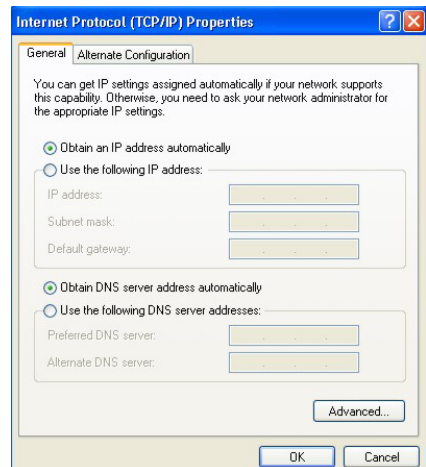 Internet Protocol (TCP/IP) Properties
General
Alternate Configuration
You can get IP settings assigned automatically if your network supports
this capability. Otherwise, you need to ask your network administrator for
the appropriate IP settings.
Obtain an IP address automatically
Use the following IP address:
IP address:
Subnet mask:
Default gateway:
Obtain DNS server address automatically
Use the following DNS server addresses:
Preferred DNS server:
Alternate DNS server:
Advanced...
OK
Cancel